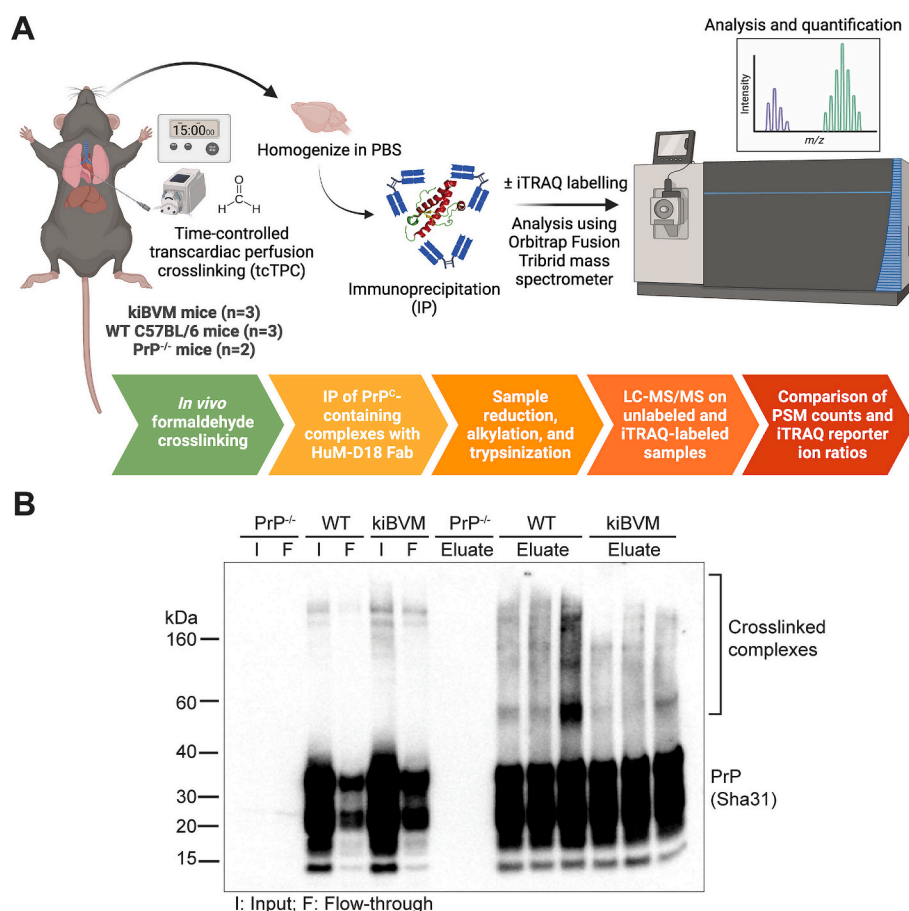 A
Analysis and quantification
Intensity
m/z
15:00 00
Homogenize in PBS
± iTRAQ labelling
Analysis using
Orbitrap Fusion
Tribrid mass
spectrometer
O
H H
Time-controlled
transcardiac perfusion
crosslinking (tcTPC)
Immunoprecipitation
(IP)
kiBVM mice (n=3)
WT C57BL/6 mice (n=3)
PrP-/- mice (n=2)
In vivo
formaldehyde
crosslinking
IP of PrPC-
containing
complexes with
HuM-D18 Fab
Sample
reduction,
alkylation, and
trypsinization
LC-MS/MS on
unlabeled and
iTRAQ-labeled
samples
Comparison of
PSM counts and
iTRAQ reporter
ion ratios
B
PrP-/- WT kiBVM PrP-/- WT kiBVM
I F I F I F Eluate Eluate Eluate
kDa
160
60
40
30
20
15
Crosslinked
complexes
PrP
(Sha31)
I: Input; F: Flow-through